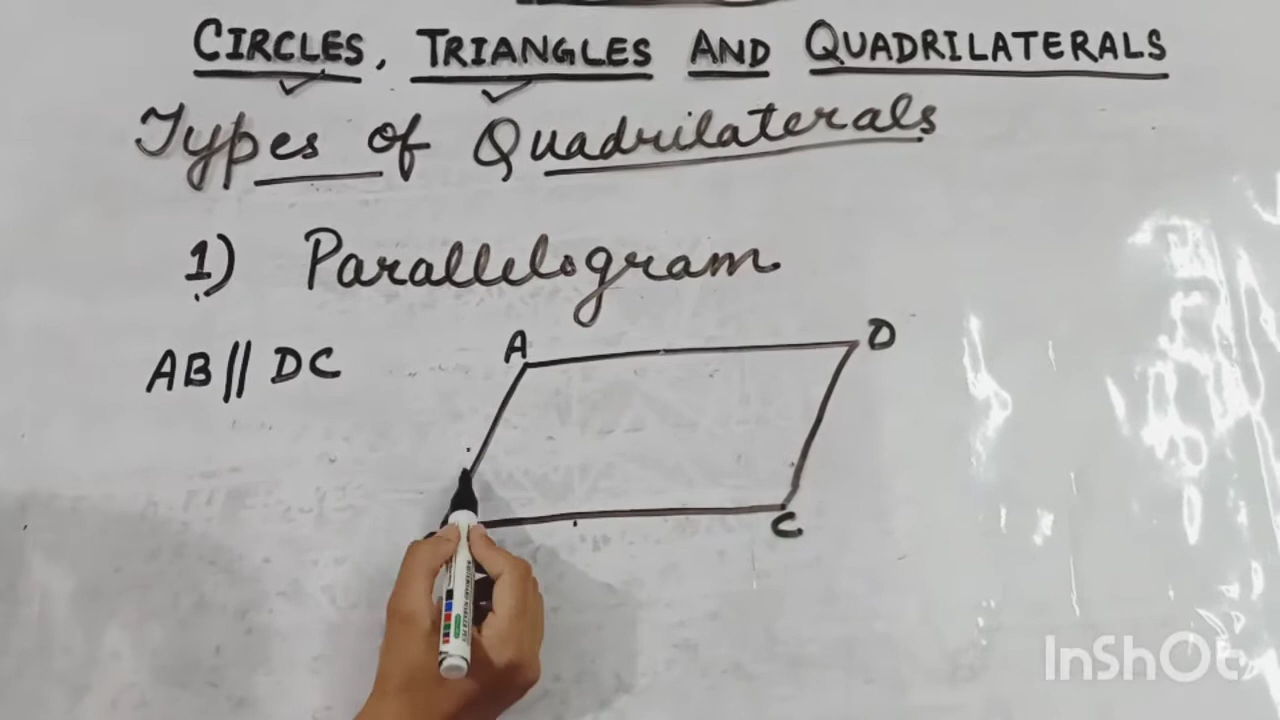 CIRCLES, TRIANGLES AND QUADRILATERALS
Types of Quadrilaterals
1) Parallelogram
A D
AB || DC
C
InShOt